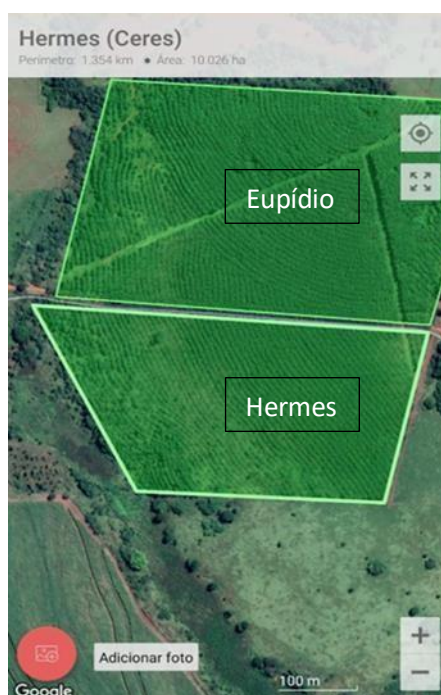 Hermes (Ceres)
Perímetro: 1.354 km ● Área: 10.026 ha
Eupídio
Hermes
Adicionar foto
100 m
Google